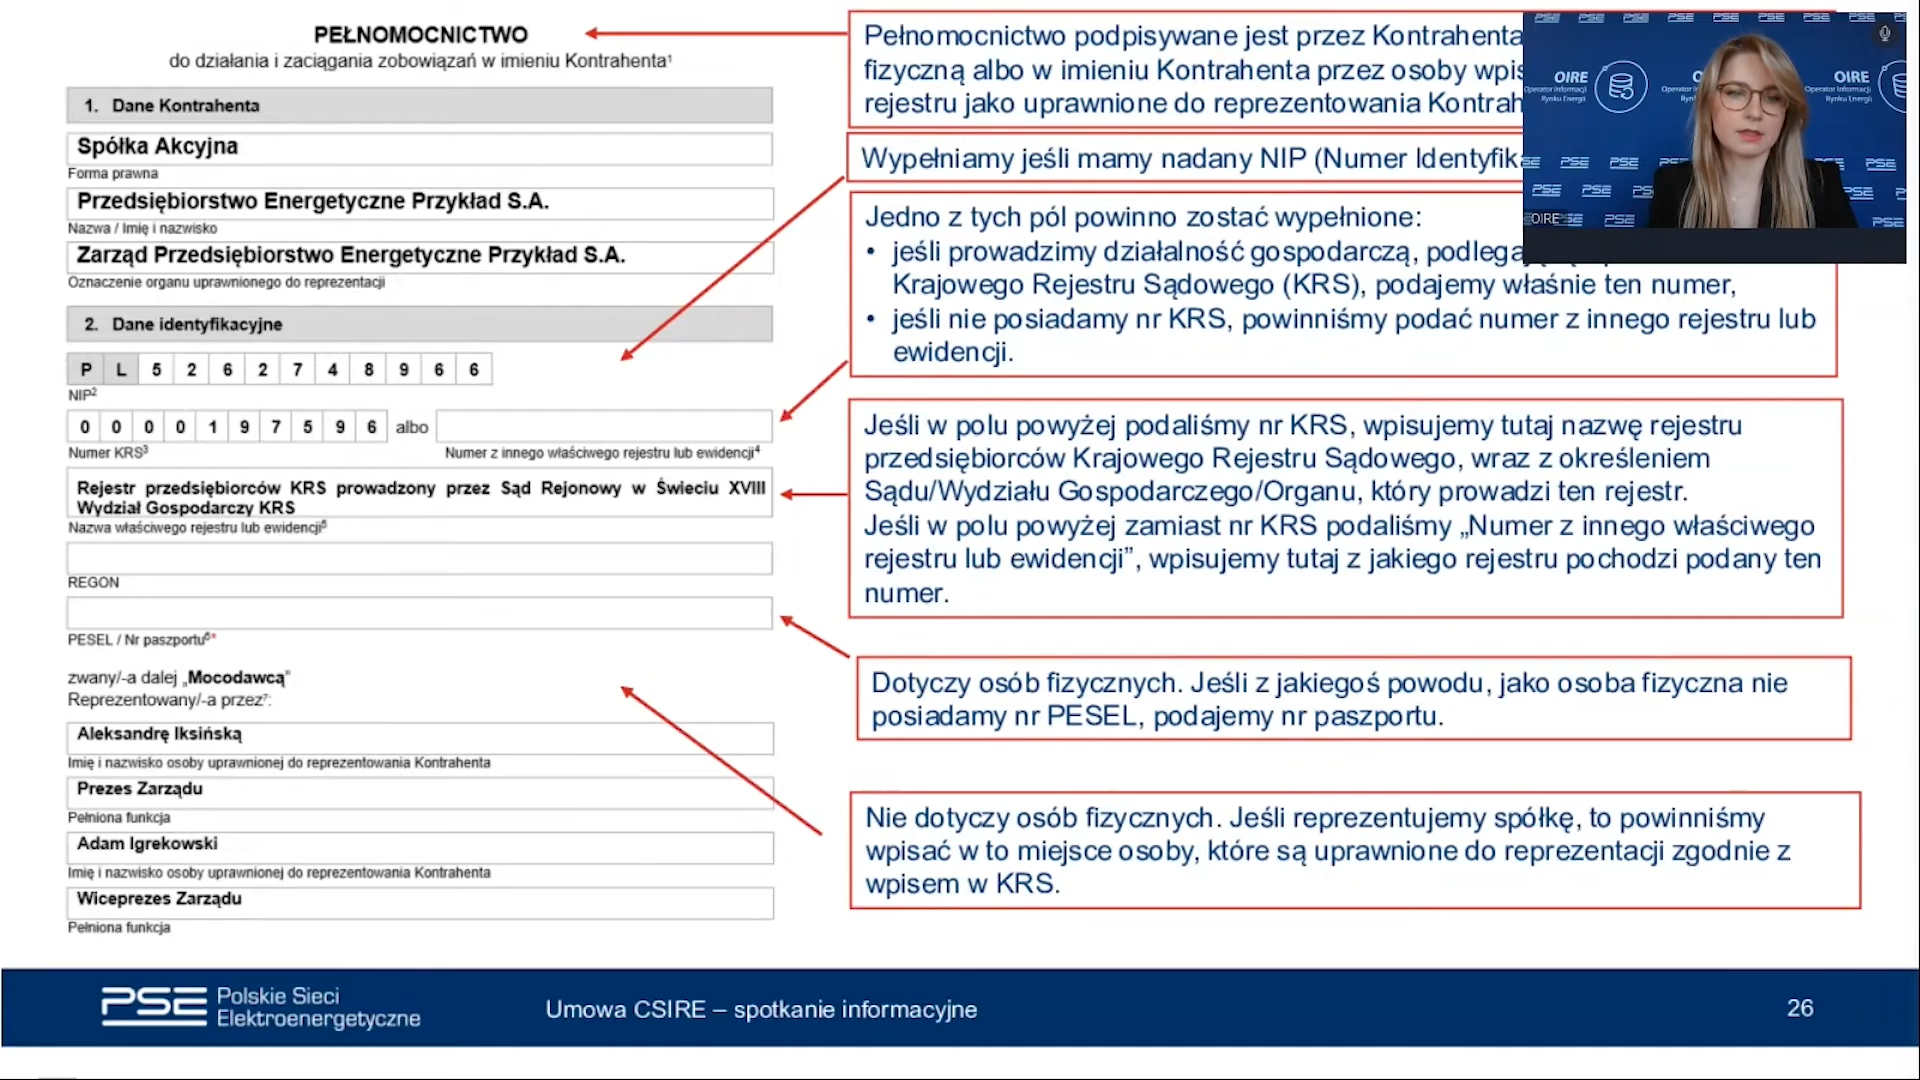 PEŁNOMOCNICTWO
do działania i zaciągania zobowiązań w imieniu Kontrahenta¹
1. Dane Kontrahenta
Spółka Akcyjna
Forma prawna
Przedsiębiorstwo Energetyczne Przykład S.A.
Nazwa / Imię i nazwisko
Zarząd Przedsiębiorstwo Energetyczne Przykład S.A.
Oznaczenie organu uprawnionego do reprezentacji
2. Dane identyfikacyjne
P L 5 2 6 2 7 4 8 9 6 6
NIP²
0 0 0 0 1 9 7 5 9 6 albo
Numer KRS³ Numer z innego właściwego rejestru lub ewidencji⁴
Rejestr przedsiębiorców KRS prowadzony przez Sąd Rejonowy w Świeciu XVIII
Wydział Gospodarczy KRS
Nazwa właściwego rejestru lub ewidencji⁵
REGON
PESEL / Nr paszportu⁶*
zwany/-a dalej „Mocodawcą”
Reprezentowany/-a przez⁷:
Aleksandrę Iksińską
Imię i nazwisko osoby uprawnionej do reprezentowania Kontrahenta
Prezes Zarządu
Pełniona funkcja
Adam Igrekowski
Imię i nazwisko osoby uprawnionej do reprezentowania Kontrahenta
Wiceprezes Zarządu
Pełniona funkcja
Pełnomocnictwo podpisywane jest przez Kontrahenta
fizyczną albo w imieniu Kontrahenta przez osoby wpis
rejestru jako uprawnione do reprezentowania Kontrah
Wypełniamy jeśli mamy nadany NIP (Numer Identyfik
Jedno z tych pól powinno zostać wypełnione:
• jeśli prowadzimy działalność gospodarczą, podlega
Krajowego Rejestru Sądowego (KRS), podajemy właśnie ten numer,
• jeśli nie posiadamy nr KRS, powinniśmy podać numer z innego rejestru lub
ewidencji.
Jeśli w polu powyżej podaliśmy nr KRS, wpisujemy tutaj nazwę rejestru
przedsiębiorców Krajowego Rejestru Sądowego, wraz z określeniem
Sądu/Wydziału Gospodarczego/Organu, który prowadzi ten rejestr.
Jeśli w polu powyżej zamiast nr KRS podaliśmy „Numer z innego właściwego
rejestru lub ewidencji”, wpisujemy tutaj z jakiego rejestru pochodzi podany ten
numer.
Dotyczy osób fizycznych. Jeśli z jakiegoś powodu, jako osoba fizyczna nie
posiadamy nr PESEL, podajemy nr paszportu.
Nie dotyczy osób fizycznych. Jeśli reprezentujemy spółkę, to powinniśmy
wpisać w to miejsce osoby, które są uprawnione do reprezentacji zgodnie z
wpisem w KRS.
OIRE
Operator Informacji
Rynku Energii
OIRE
PSE
OIRE
PSE Polskie Sieci
Elektroenergetyczne
Umowa CSIRE – spotkanie informacyjne
26